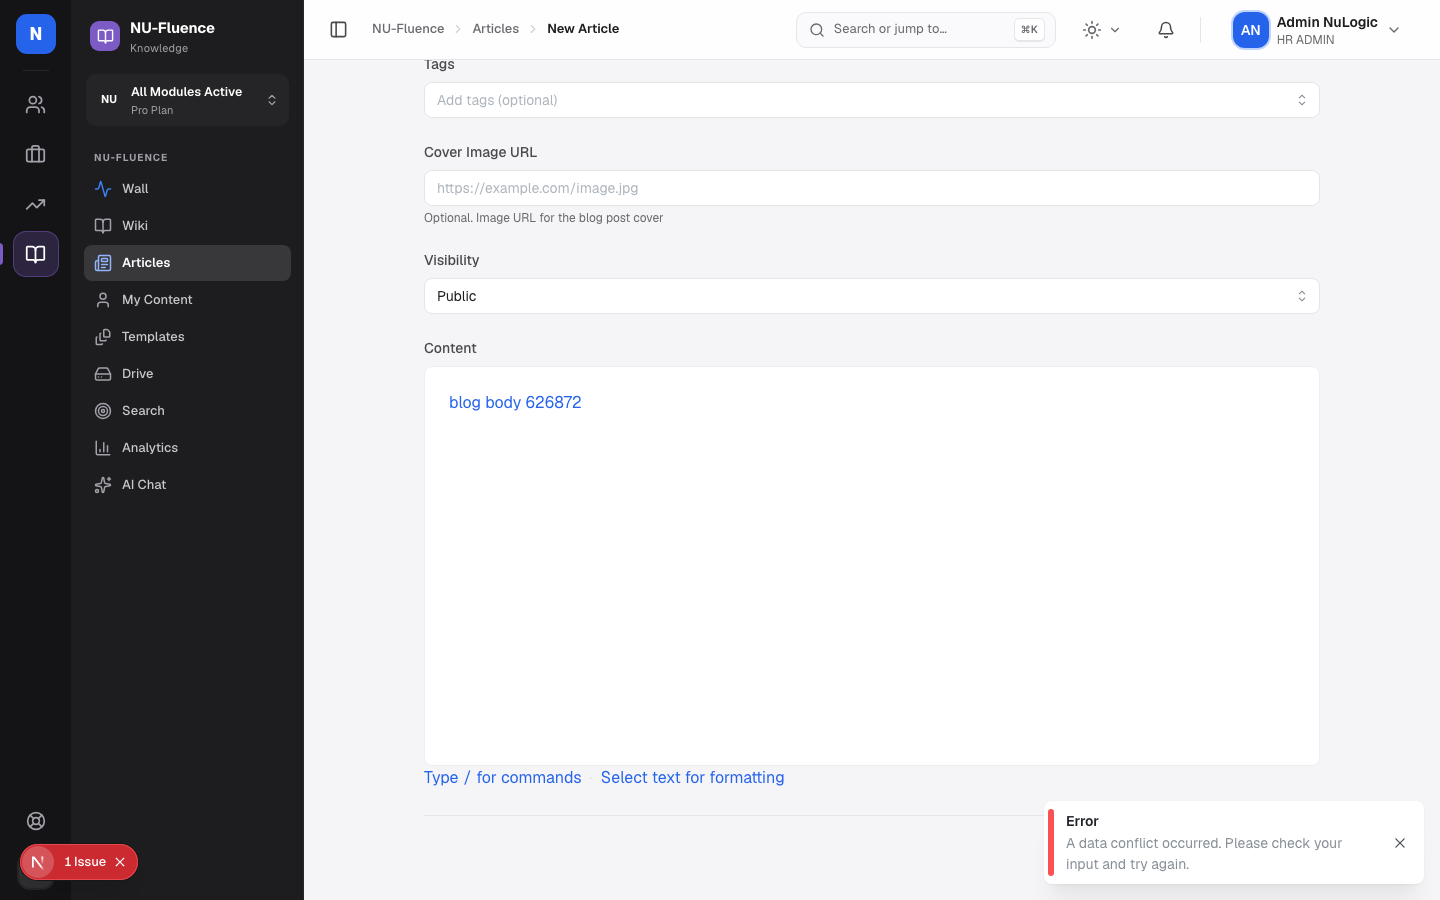 N
NU-Fluence
Knowledge
NU
All Modules Active
Pro Plan
NU-FLUENCE
Wall
Wiki
Articles
My Content
Templates
Drive
Search
Analytics
AI Chat
N
1 Issue
NU-Fluence
Articles
New Article
Search or jump to...
⌘K
AN
Admin NuLogic
HR ADMIN
Tags
Add tags (optional)
Cover Image URL
https://example.com/image.jpg
Optional. Image URL for the blog post cover
Visibility
Public
Content
blog body 626872
Type / for commands · Select text for formatting
Error
A data conflict occurred. Please check your
input and try again.